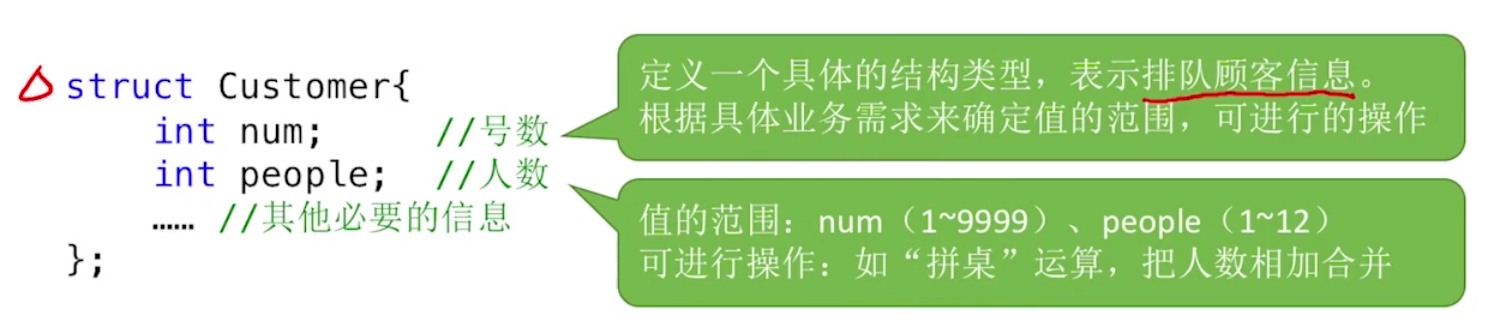 struct Customer{
int num; //号数
int people; //人数
…… //其他必要的信息
};
定义一个具体的结构类型，表示排队顾客信息。
根据具体业务需求来确定值的范围，可进行的操作
值的范围：num（1~9999）、people（1~12）
可进行操作：如“拼桌”运算，把人数相加合并